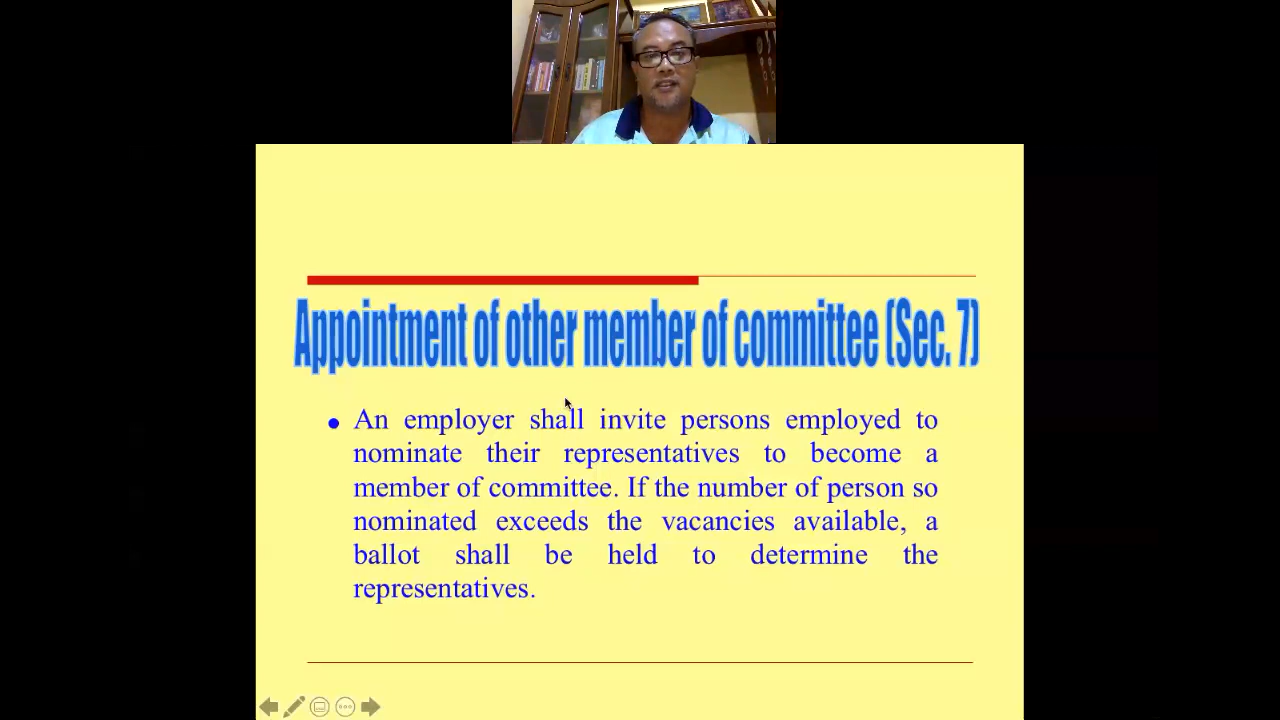 Appointment of other member of committee (Sec. 7)
An employer shall invite persons employed to
nominate their representatives to become a
member of committee. If the number of person so
nominated exceeds the vacancies available, a
ballot shall be held to determine the
representatives.